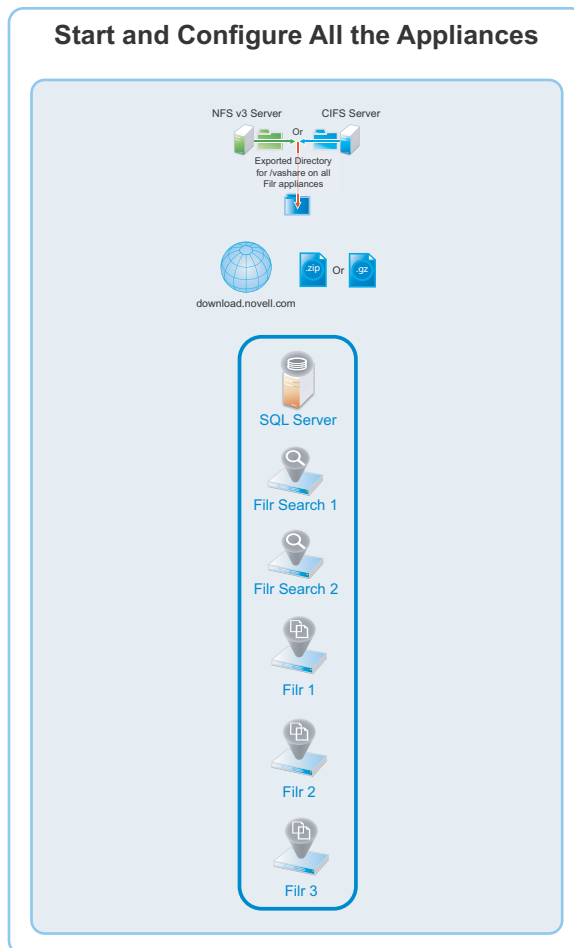 Start and Configure All the Appliances
NFS v3 Server
CIFS Server
Or
Exported Directory
for /vashare on all
Filr appliances
.zip
Or
.gz
download.novell.com
SQL Server
Filr Search 1
Filr Search 2
Filr 1
Filr 2
Filr 3